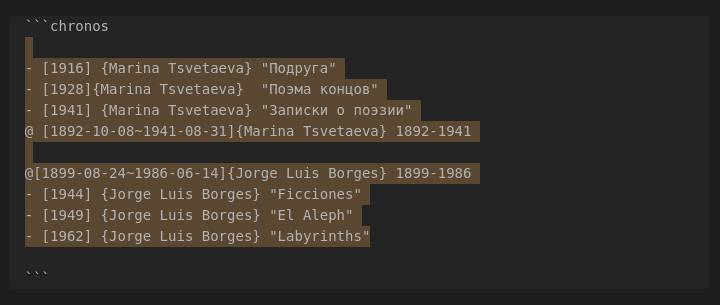 ```chronos
- [1916] {Marina Tsvetaeva} "Подруга"
- [1928]{Marina Tsvetaeva}  "Поэма концов"
- [1941] {Marina Tsvetaeva} "Записки о поэзии"
@ [1892-10-08~1941-08-31]{Marina Tsvetaeva} 1892-1941
@[1899-08-24~1986-06-14]{Jorge Luis Borges} 1899-1986
- [1944] {Jorge Luis Borges} "Ficciones"
- [1949] {Jorge Luis Borges} "El Aleph"
- [1962] {Jorge Luis Borges} "Labyrinths"
```